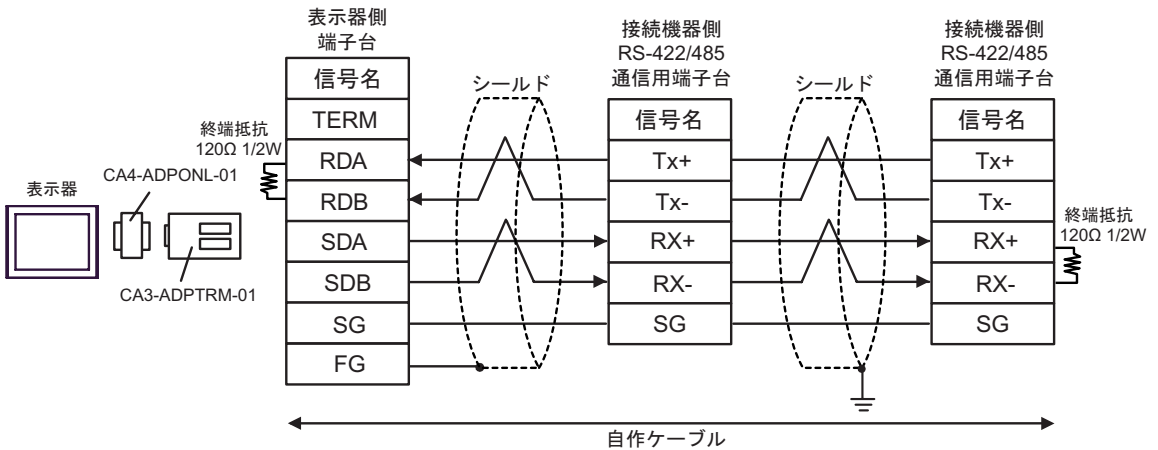 表示器
CA4-ADPONL-01
CA3-ADPTRM-01
終端抵抗
120Ω 1/2W
表示器側
端子台
信号名
TERM
RDA
RDB
SDA
SDB
SG
FG
シールド
接続機器側
RS-422/485
通信用端子台
信号名
Tx+
Tx-
RX+
RX-
SG
シールド
接続機器側
RS-422/485
通信用端子台
信号名
Tx+
Tx-
RX+
RX-
SG
終端抵抗
120Ω 1/2W
自作ケーブル